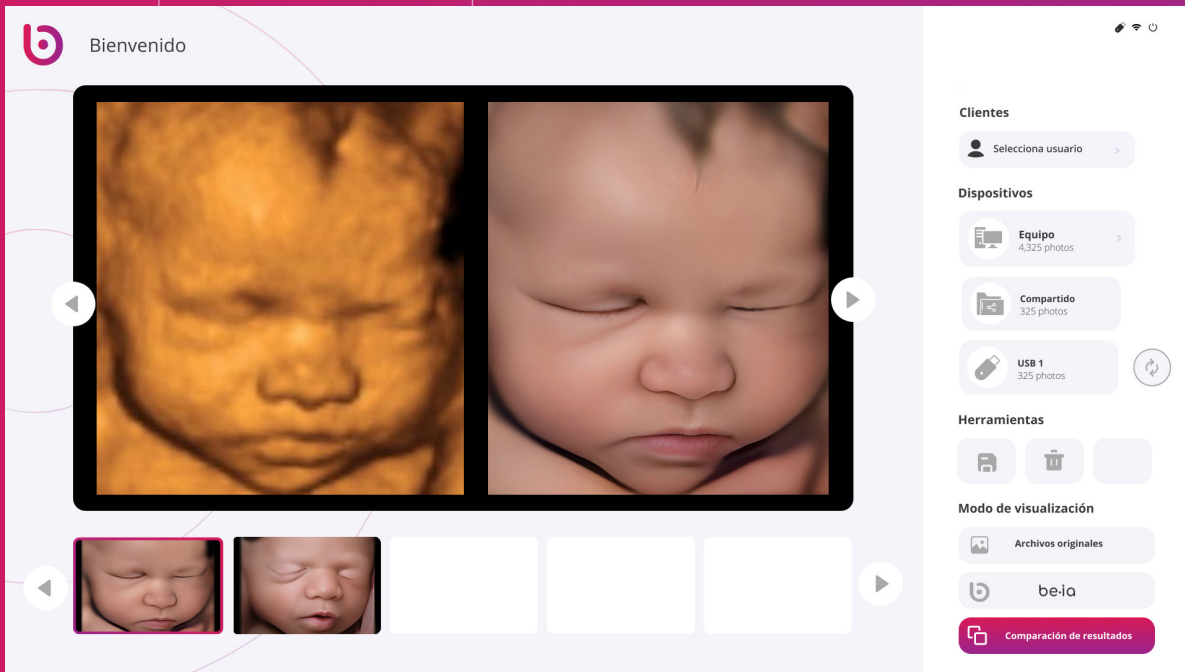 Bienvenido
Clientes
Selecciona usuario
Dispositivos
Equipo
4,325 photos
Compartido
325 photos
USB 1
325 photos
Herramientas
Modo de visualización
Archivos originales
be·ia
Comparación de resultados